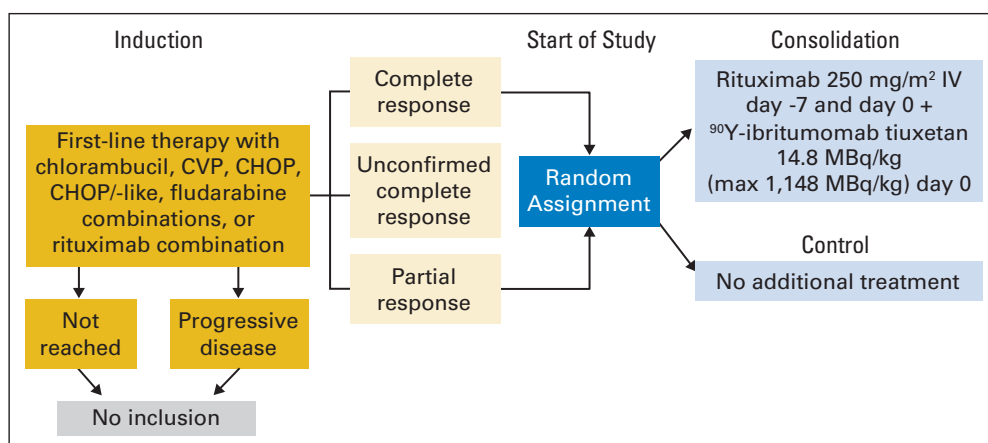 Induction
First-line therapy with
chlorambucil, CVP, CHOP,
CHOP/-like, fludarabine
combinations, or
rituximab combination
Not
reached
Progressive
disease
No inclusion
Complete
response
Unconfirmed
complete
response
Partial
response
Start of Study
Random
Assignment
Consolidation
Rituximab 250 mg/m² IV
day -7 and day 0 +
⁹⁰Y-ibritumomab tiuxetan
14.8 MBq/kg
(max 1,148 MBq/kg) day 0
Control
No additional treatment